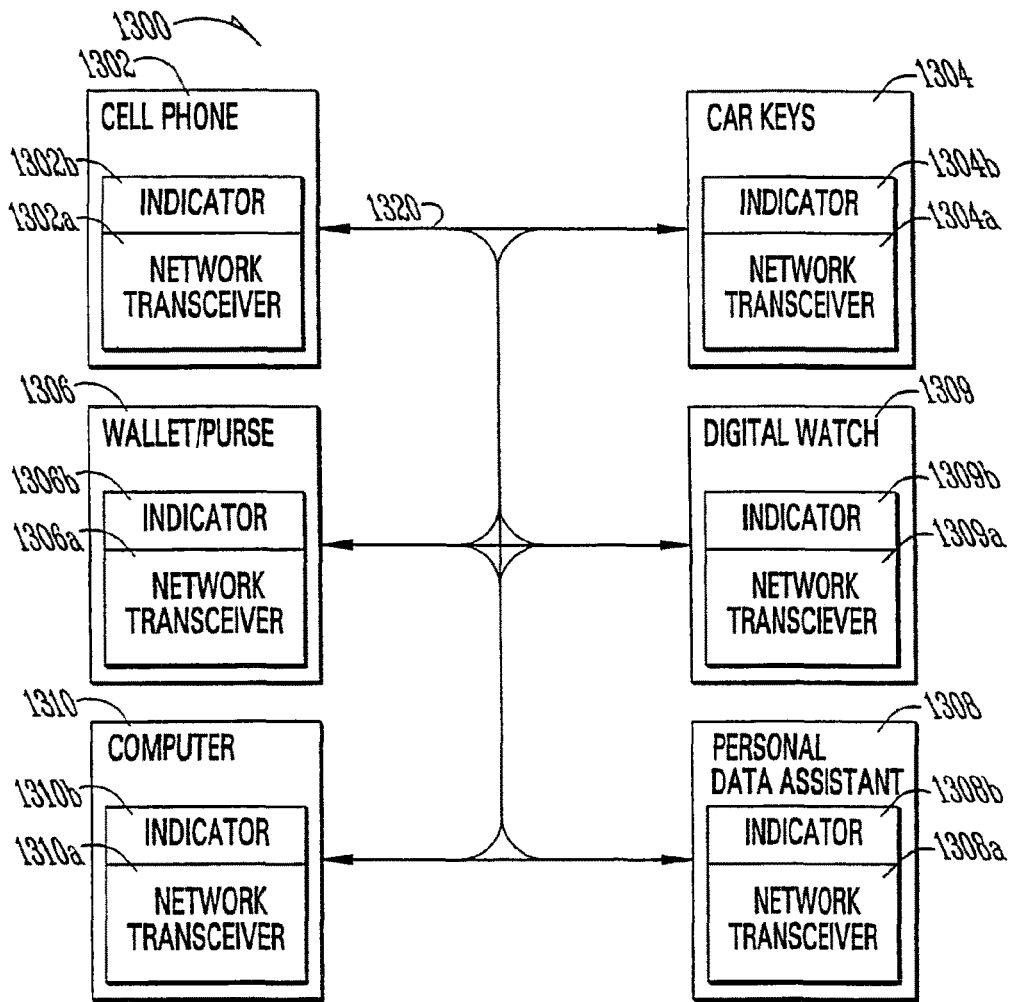 1300
1302
CELL PHONE
1302b
INDICATOR
1302a
NETWORK
TRANSCEIVER
1304
CAR KEYS
1304b
INDICATOR
1304a
NETWORK
TRANSCEIVER
1320
1306
WALLET/PURSE
1306b
INDICATOR
1306a
NETWORK
TRANSCEIVER
1309
DIGITAL WATCH
1309b
INDICATOR
1309a
NETWORK
TRANSCIEVER
1310
COMPUTER
1310b
INDICATOR
1310a
NETWORK
TRANSCEIVER
1308
PERSONAL
DATA ASSISTANT
1308b
INDICATOR
1308a
NETWORK
TRANSCEIVER